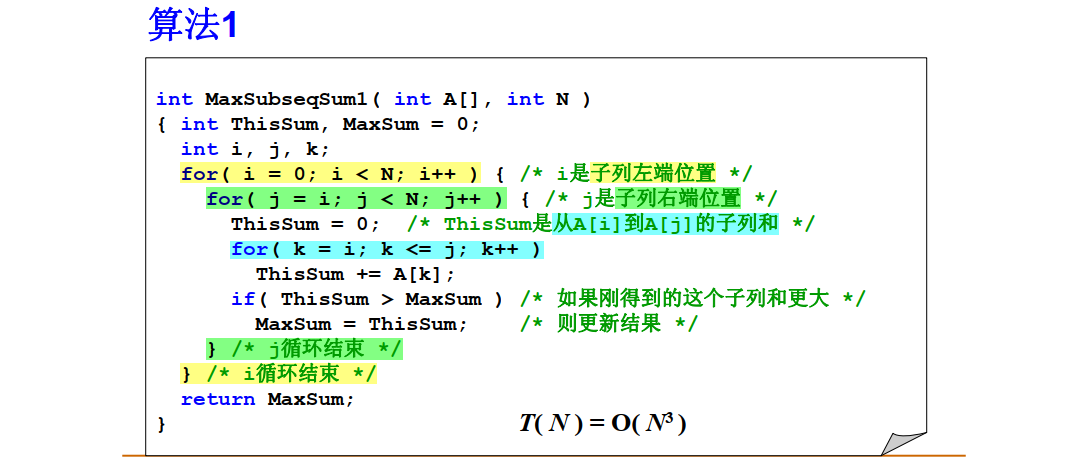 算法1
int MaxSubseqSum1( int A[], int N )
{ int ThisSum, MaxSum = 0;
int i, j, k;
for( i = 0; i < N; i++ ) { /* i是子列左端位置 */
for( j = i; j < N; j++ ) { /* j是子列右端位置 */
ThisSum = 0; /* ThisSum是从A[i]到A[j]的子列和 */
for( k = i; k <= j; k++ )
ThisSum += A[k];
if( ThisSum > MaxSum ) /* 如果刚得到的这个子列和更大 */
MaxSum = ThisSum; /* 则更新结果 */
} /* j循环结束 */
} /* i循环结束 */
return MaxSum;
}
T( N ) = O( N³ )